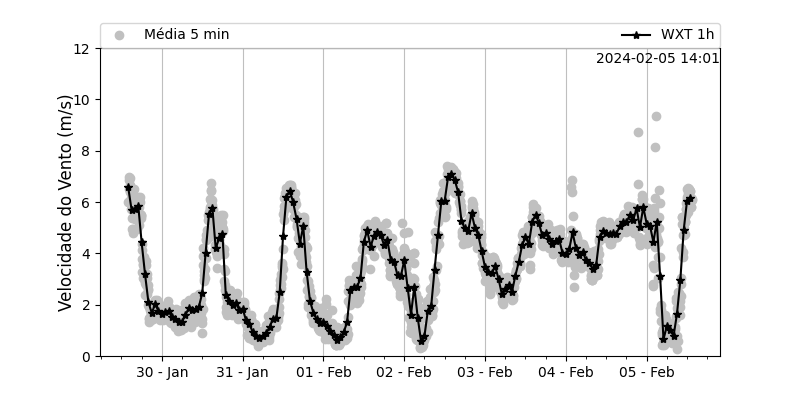 Média 5 min
WXT 1h
2024-02-05 14:01
Velocidade do Vento (m/s)
12
10
8
6
4
2
0
30 - Jan
31 - Jan
01 - Feb
02 - Feb
03 - Feb
04 - Feb
05 - Feb